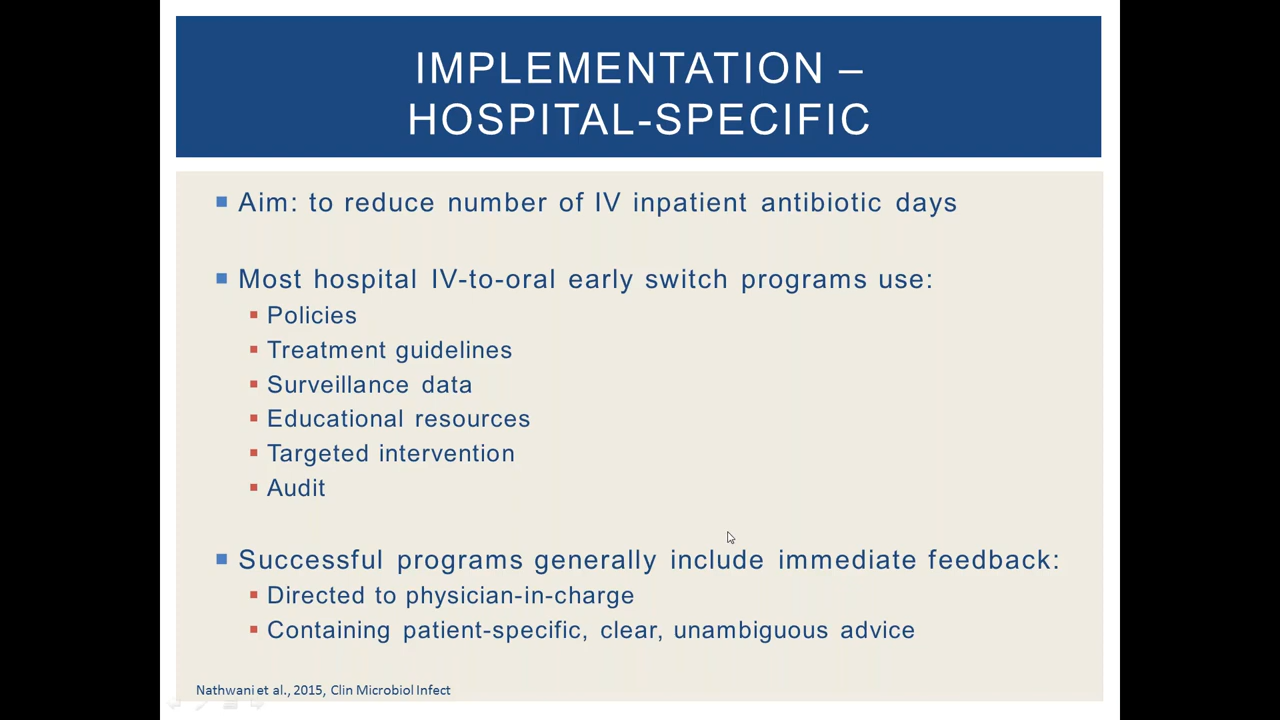 IMPLEMENTATION –
HOSPITAL-SPECIFIC
Aim: to reduce number of IV inpatient antibiotic days
Most hospital IV-to-oral early switch programs use:
Policies
Treatment guidelines
Surveillance data
Educational resources
Targeted intervention
Audit
Successful programs generally include immediate feedback:
Directed to physician-in-charge
Containing patient-specific, clear, unambiguous advice
Nathwani et al., 2015, Clin Microbiol Infect